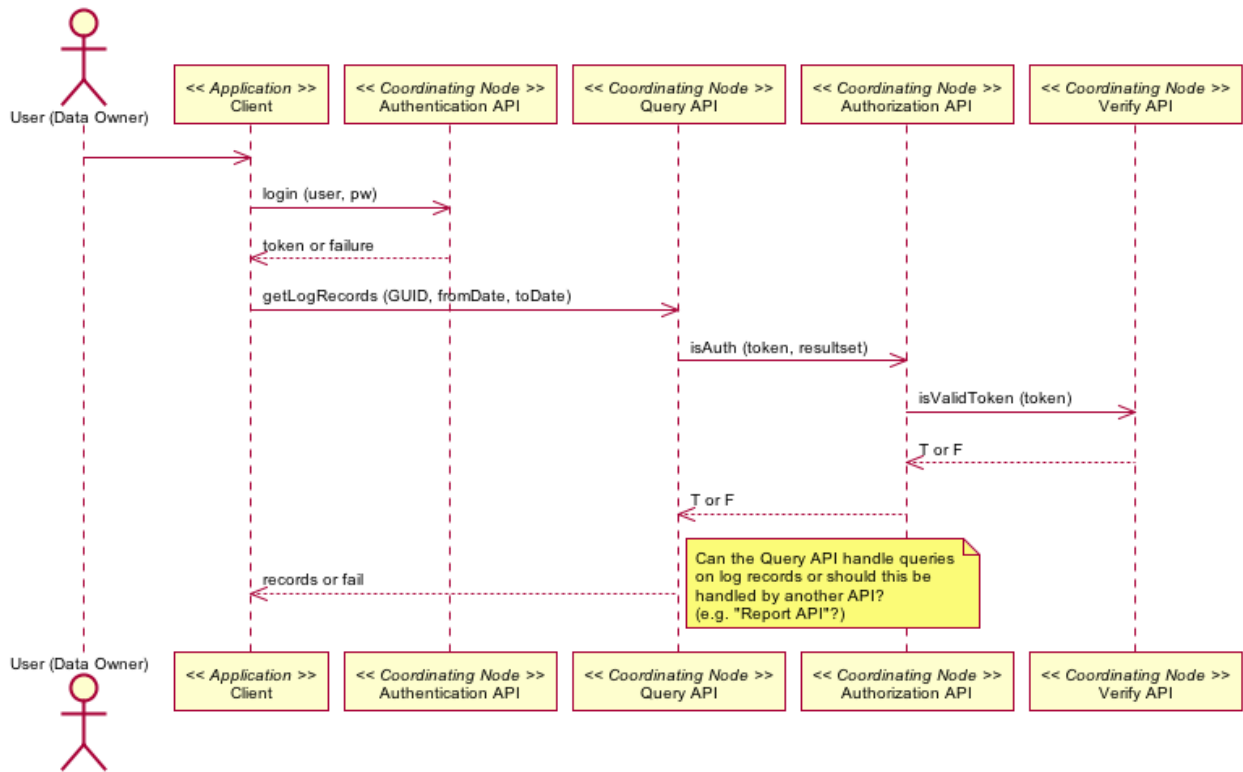 User (Data Owner)
<< Application >>
Client
<< Coordinating Node >>
Authentication API
<< Coordinating Node >>
Query API
<< Coordinating Node >>
Authorization API
<< Coordinating Node >>
Verify API
login (user, pw)
token or failure
getLogRecords (GUID, fromDate, toDate)
isAuth (token, resultset)
isValidToken (token)
T or F
T or F
Can the Query API handle queries
on log records or should this be
handled by another API?
(e.g. "Report API"?)
records or fail
User (Data Owner)
<< Application >>
Client
<< Coordinating Node >>
Authentication API
<< Coordinating Node >>
Query API
<< Coordinating Node >>
Authorization API
<< Coordinating Node >>
Verify API